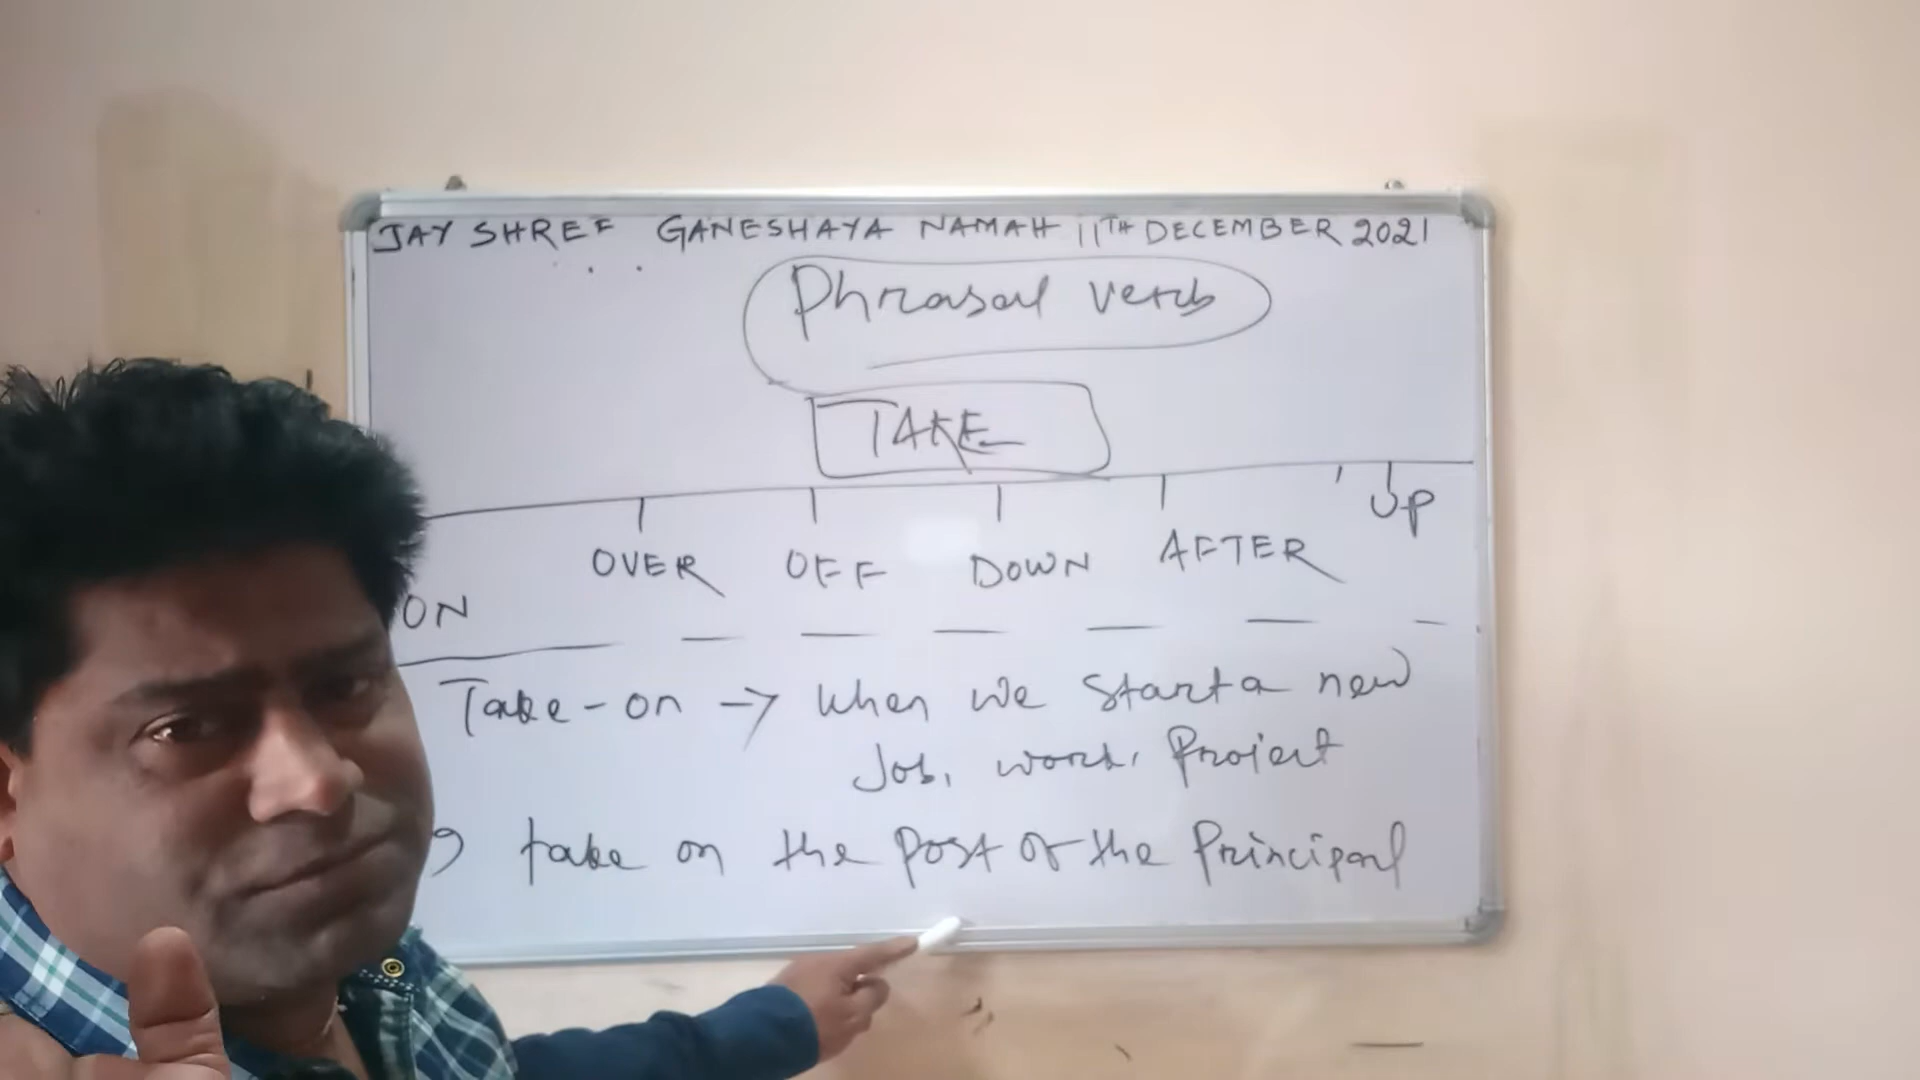 JAY SHREE GANESHAYA NAMAH 11TH DECEMBER 2021
Phrasal verb
TAKE
ON OVER OFF DOWN AFTER UP
Take-on → When we start a new
Job, work, Project
take on the post of the Principal